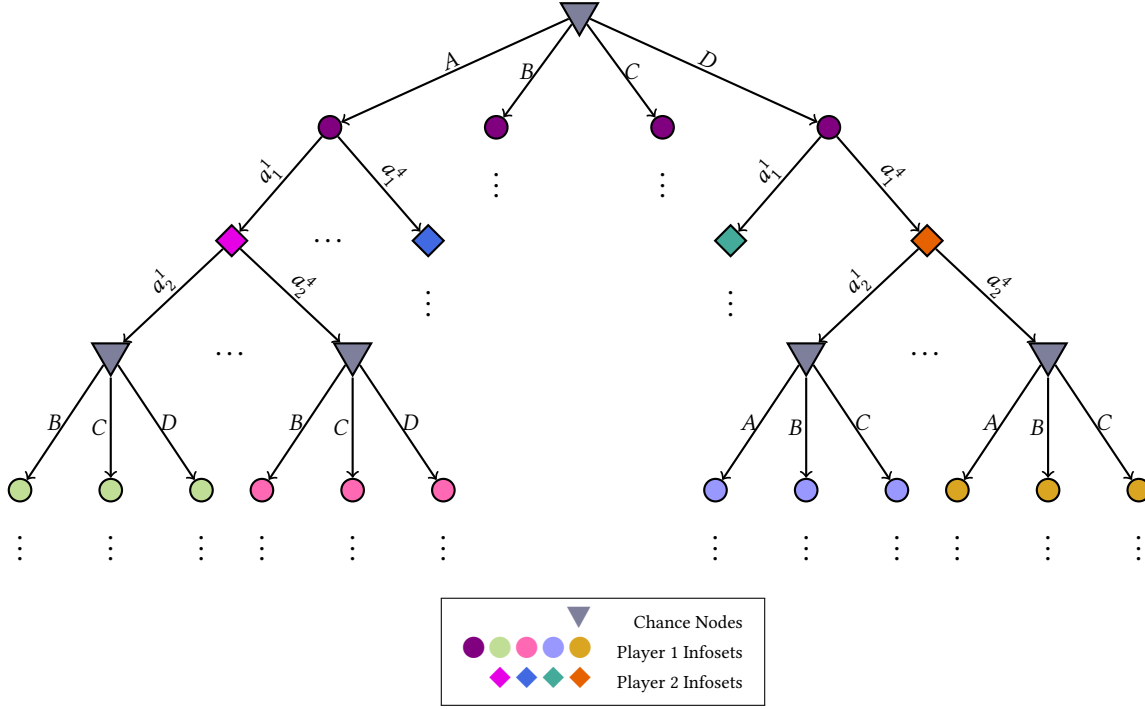 A B C D
a_1^1 a_1^4 ⋮ ⋮ a_1^1 a_1^4
⋯
a_2^1 a_2^4 ⋮ ⋮ a_2^1 a_2^4
⋯ ⋯
B C D B C D A B C A B C
⋮ ⋮ ⋮ ⋮ ⋮ ⋮ ⋮ ⋮ ⋮ ⋮ ⋮ ⋮
Chance Nodes
Player 1 Infosets
Player 2 Infosets